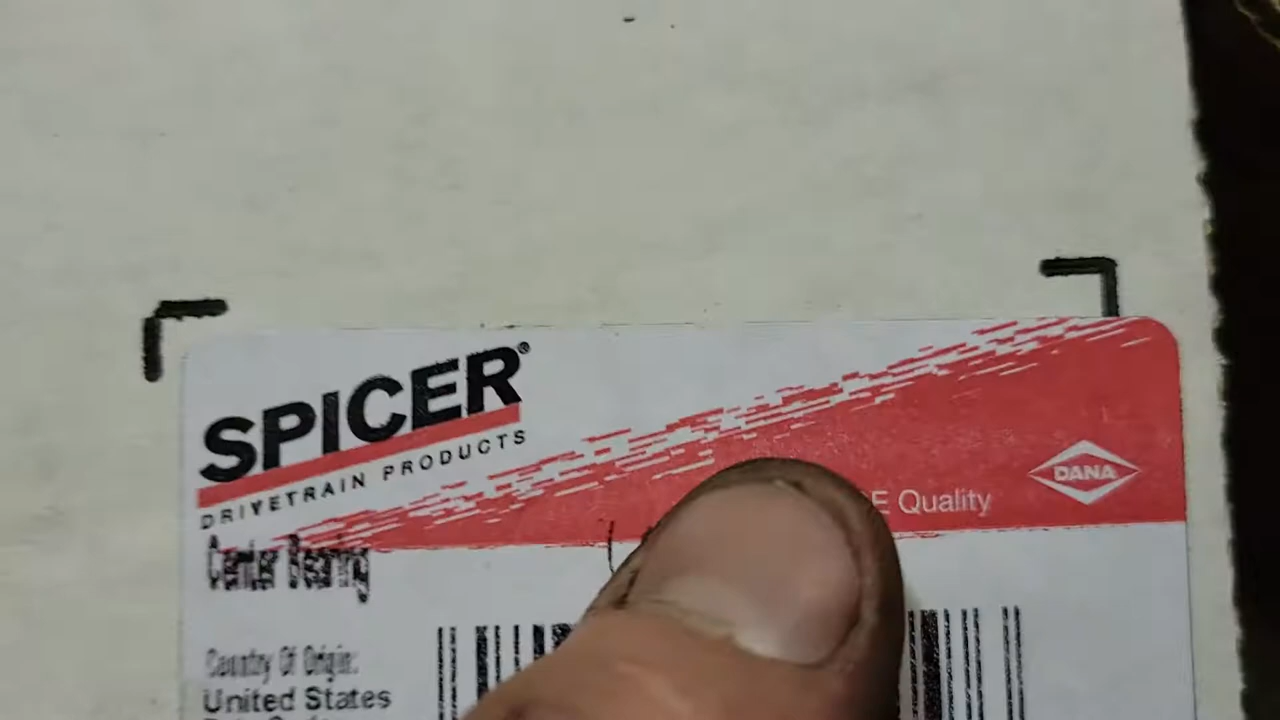 SPICER®
DRIVETRAIN PRODUCTS
DANA
E Quality
Center Bearing
Country Of Origin:
United States